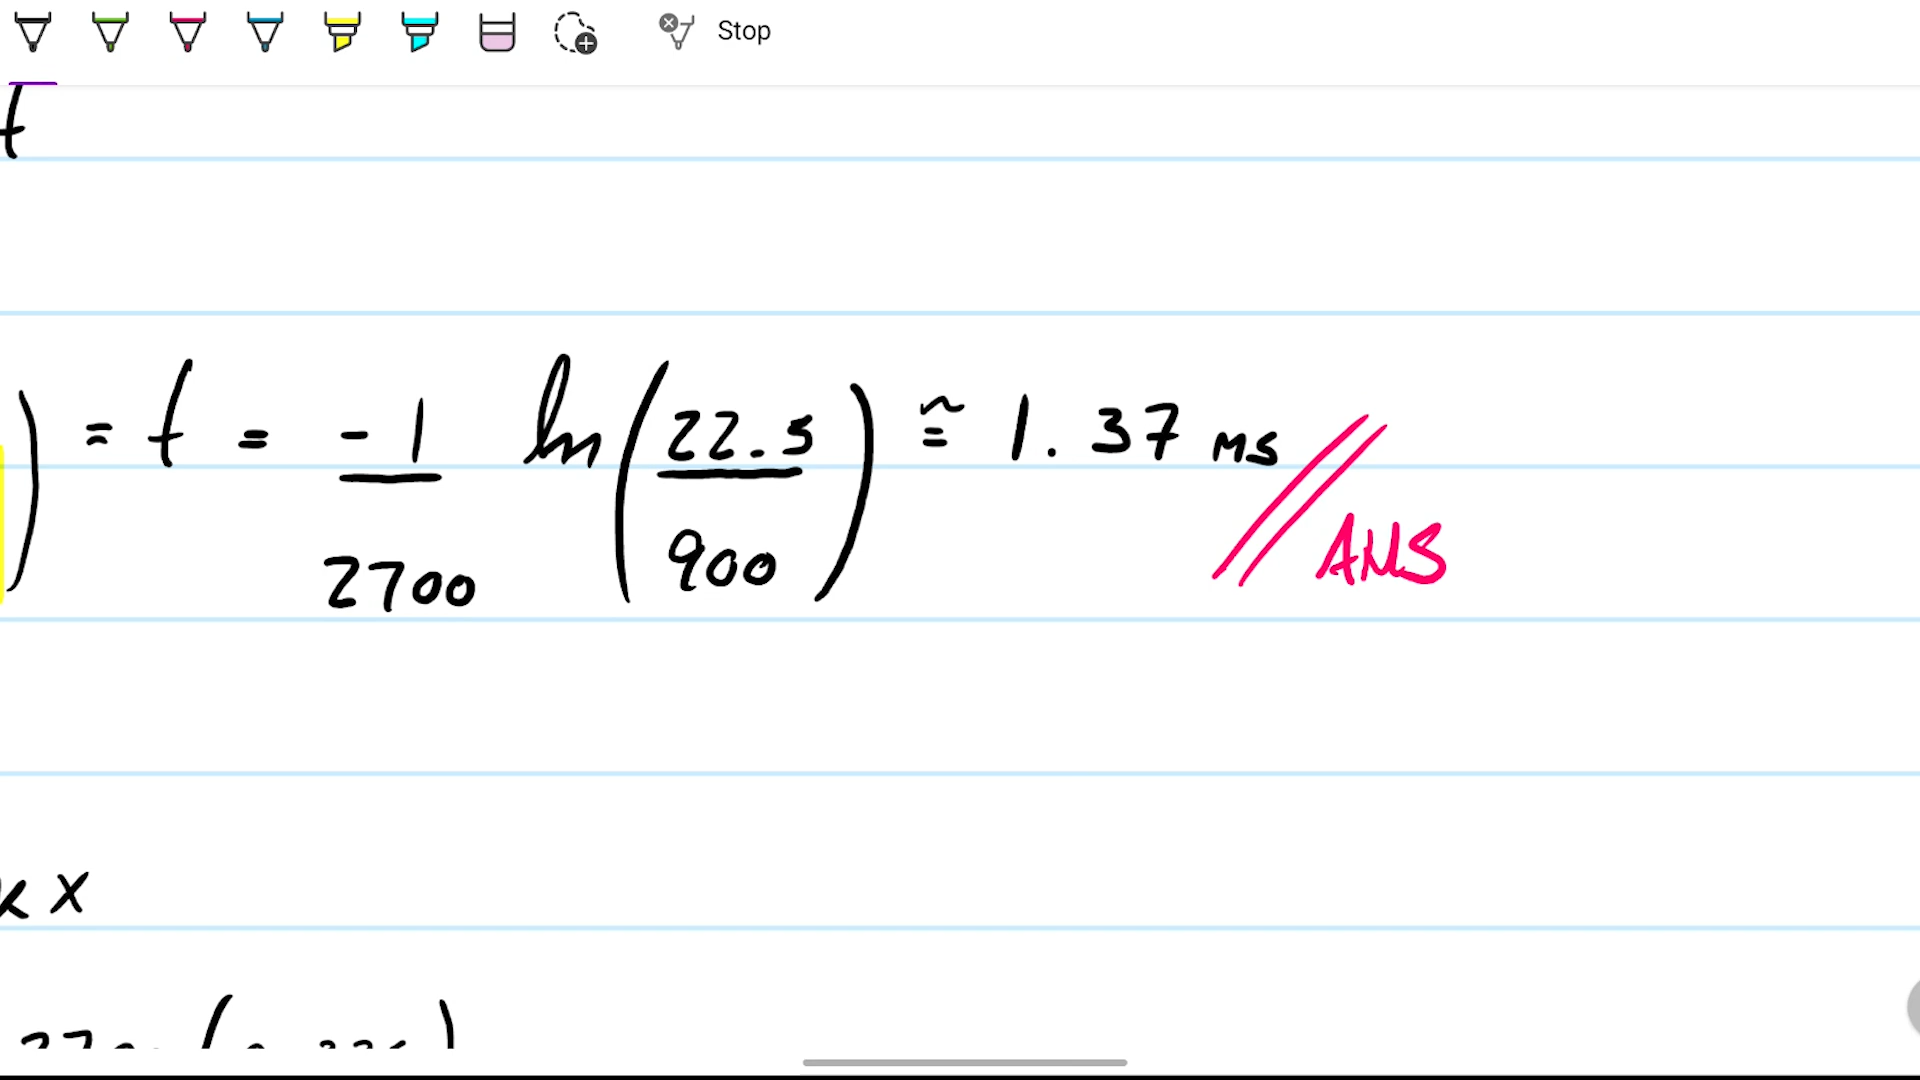 Stop
t
) = t = -1/2700 ln(22.5/900) ≅ 1.37 ms // ANS
x